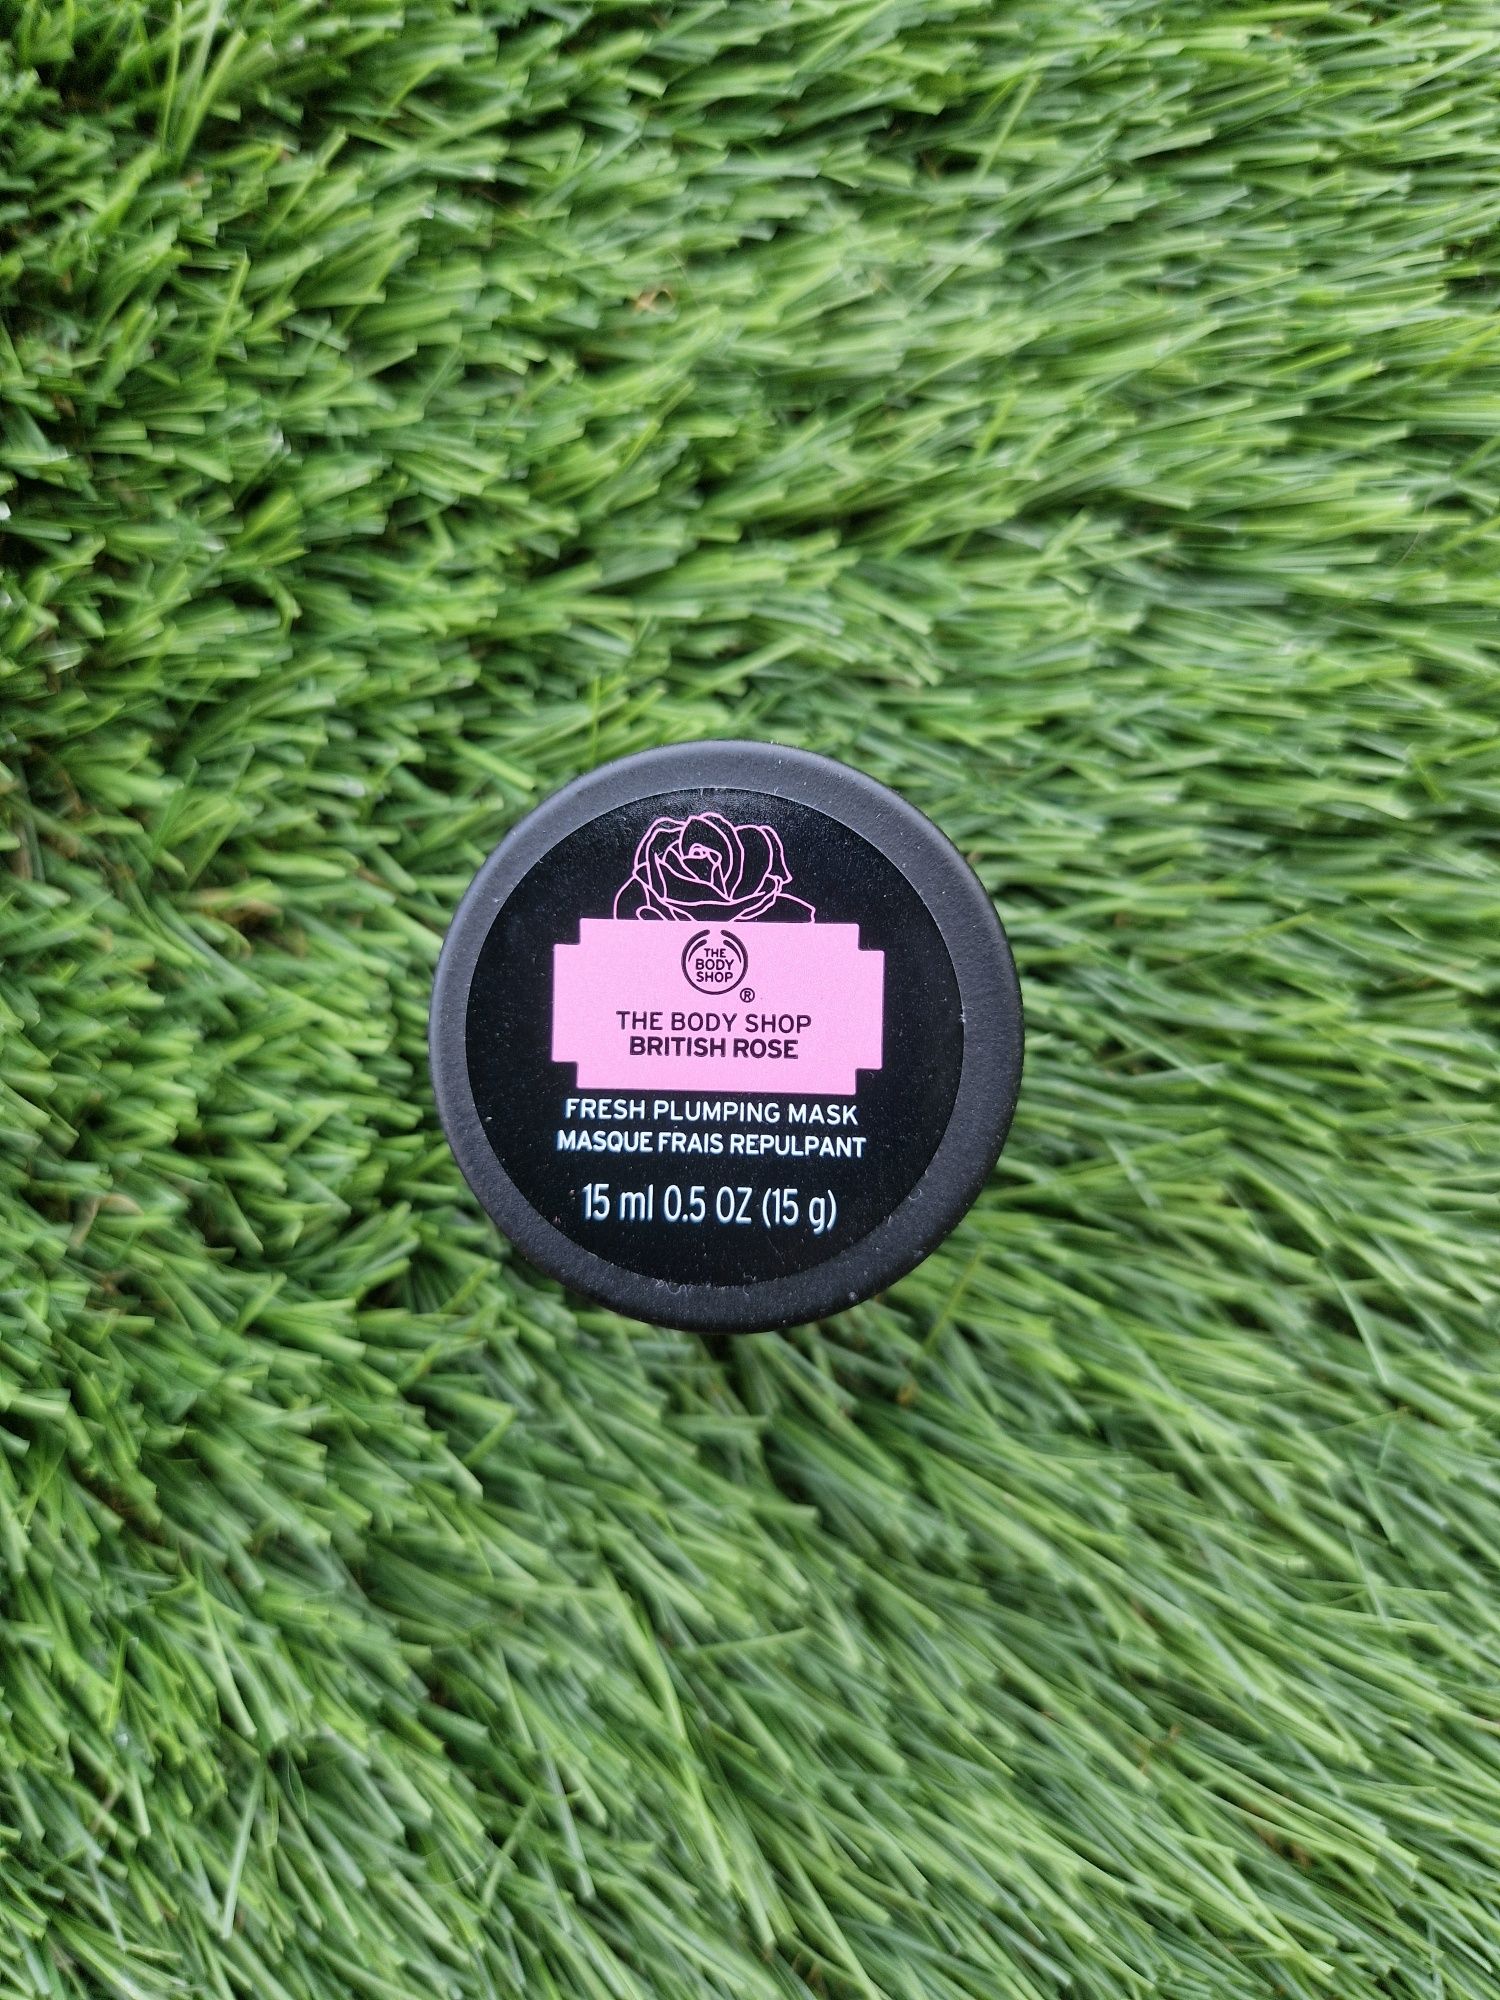 THE
BODY
SHOP
®
THE BODY SHOP
BRITISH ROSE
FRESH PLUMPING MASK
MASQUE FRAIS REPULPANT
15 ml 0.5 OZ (15 g)